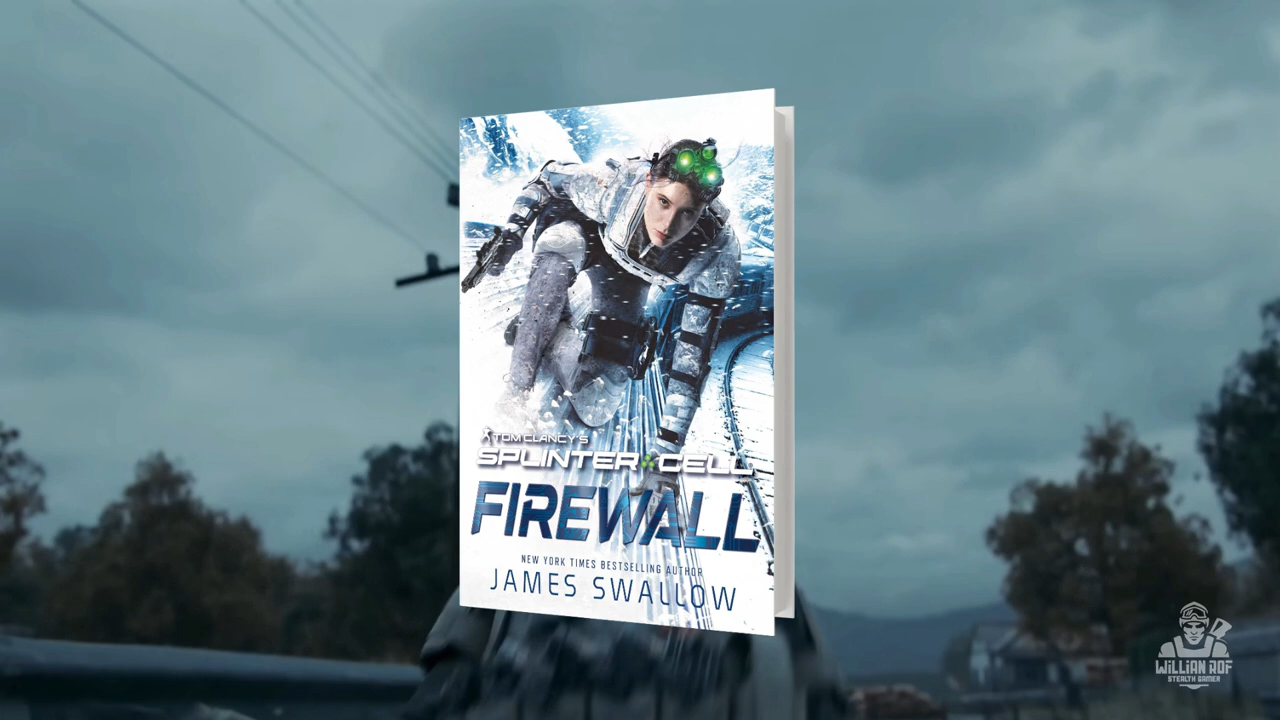 TOM CLANCY'S
SPLINTER CELL
FIREWALL
NEW YORK TIMES BESTSELLING AUTHOR
JAMES SWALLOW
WILLIAN ROF
STEALTH GAMER